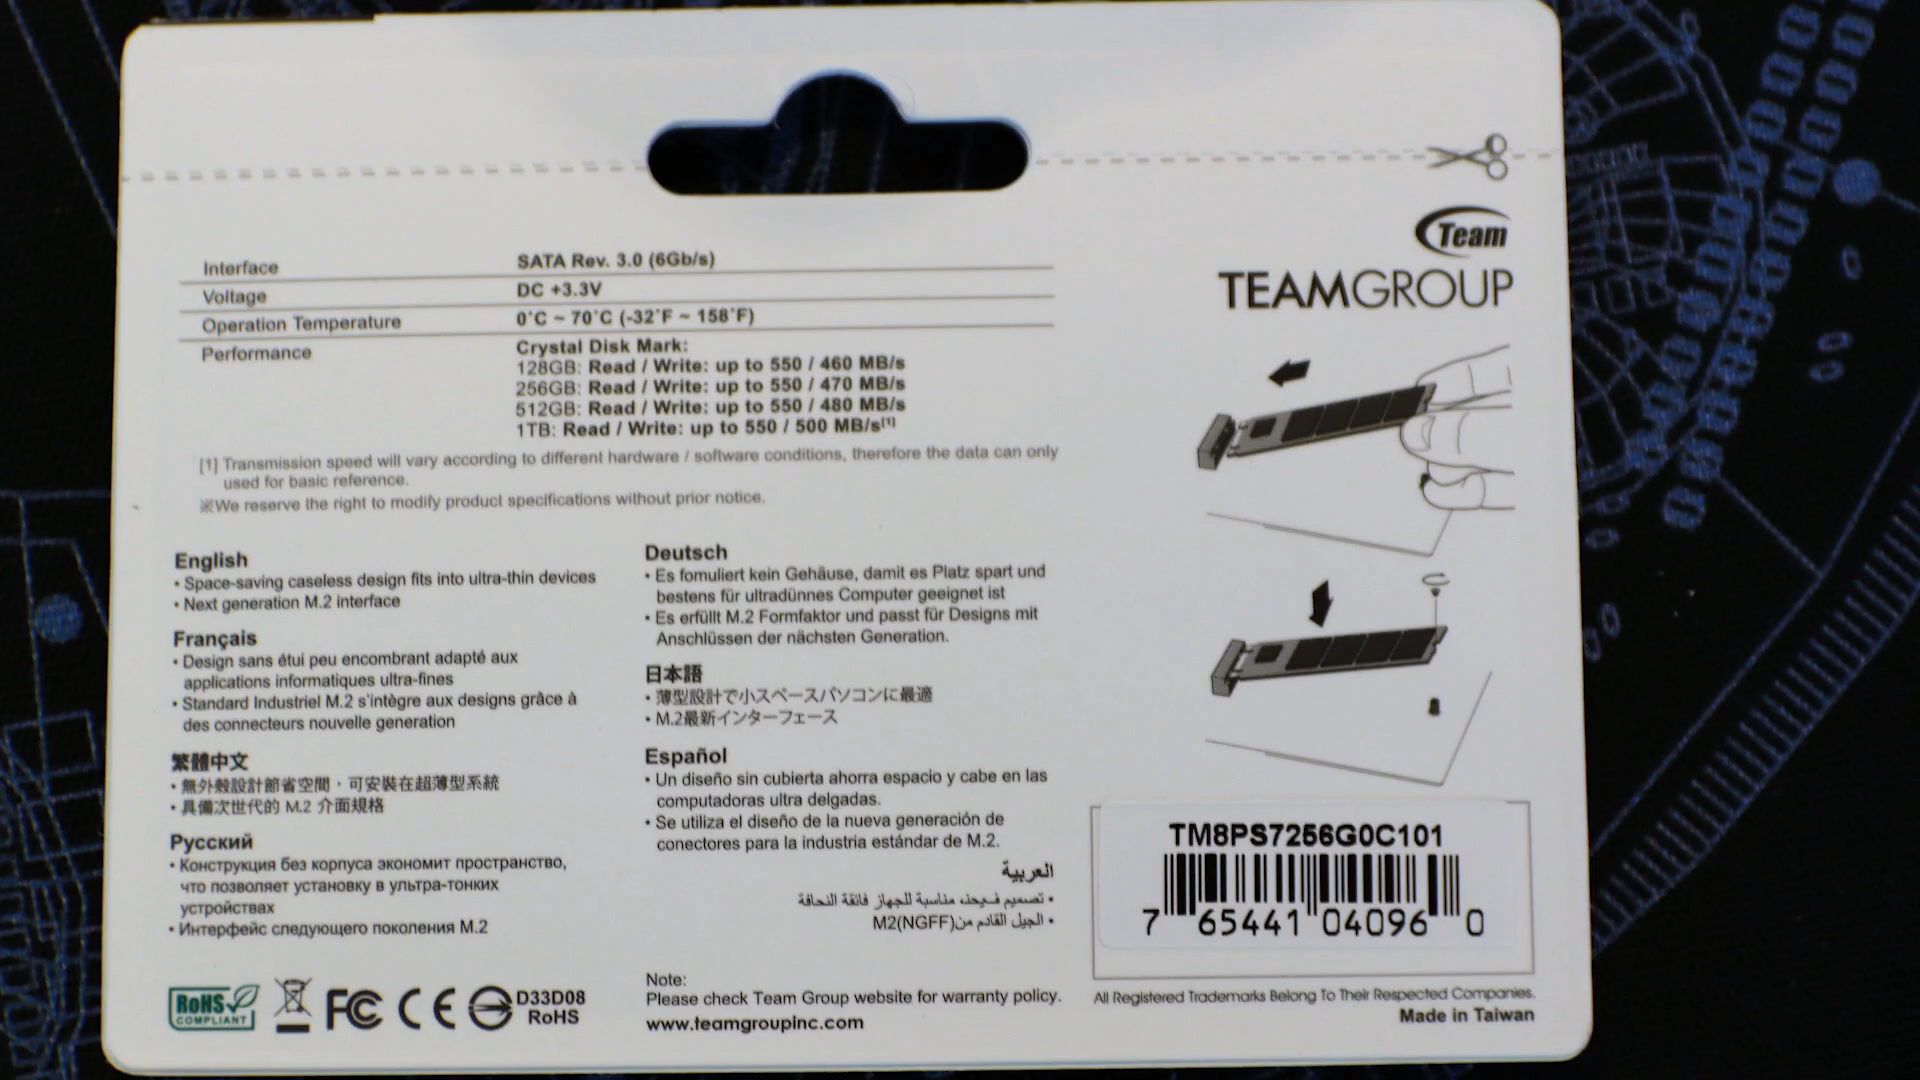 Team
TEAMGROUP
Interface SATA Rev. 3.0 (6Gb/s)
Voltage DC +3.3V
Operation Temperature 0°C ~ 70°C (-32°F ~ 158°F)
Performance Crystal Disk Mark:
128GB: Read / Write: up to 550 / 460 MB/s
256GB: Read / Write: up to 550 / 470 MB/s
512GB: Read / Write: up to 550 / 480 MB/s
1TB: Read / Write: up to 550 / 500 MB/s[1]
[1] Transmission speed will vary according to different hardware / software conditions, therefore the data can only
used for basic reference.
※We reserve the right to modify product specifications without prior notice.
English
• Space-saving caseless design fits into ultra-thin devices
• Next generation M.2 interface
Français
• Design sans étui peu encombrant adapté aux
applications informatiques ultra-fines
• Standard Industriel M.2 s'intègre aux designs grâce à
des connecteurs nouvelle generation
繁體中文
• 無外殼設計節省空間，可安裝在超薄型系統
• 具備次世代的 M.2 介面規格
Русский
• Конструкция без корпуса экономит пространство,
что позволяет установку в ультра-тонких
устройствах
• Интерфейс следующего поколения M.2
Deutsch
• Es fomuliert kein Gehäuse, damit es Platz spart und
bestens für ultradünnes Computer geeignet ist
• Es erfüllt M.2 Formfaktor und passt für Designs mit
Anschlüssen der nächsten Generation.
日本語
• 薄型設計で小スペースパソコンに最適
• M.2最新インターフェース
Español
• Un diseño sin cubierta ahorra espacio y cabe en las
computadoras ultra delgadas.
• Se utiliza el diseño de la nueva generación de
conectores para la industria estándar de M.2.
العربية
• تصميم مناسبة للجهاز فائقة النحافة
• الجيل القادم من M2(NGFF)
TM8PS7256G0C101
7 65441 04096 0
RoHS
COMPLIANT
FC CE
D33D08
RoHS
Note:
Please check Team Group website for warranty policy.
www.teamgroupinc.com
All Registered Trademarks Belong To Their Respected Companies.
Made in Taiwan